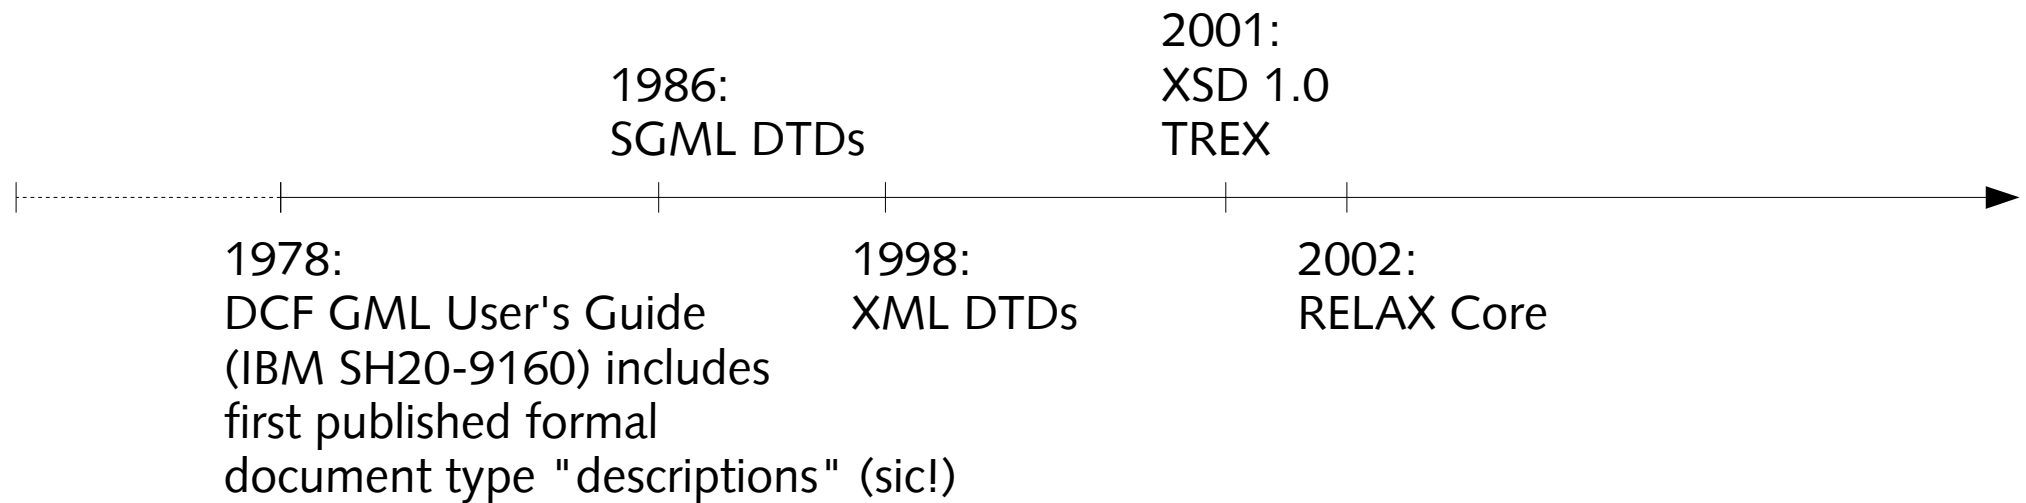 2001:
XSD 1.0
TREX
1986:
SGML DTDs
1978:
DCF GML User's Guide
(IBM SH20-9160) includes
first published formal
document type "descriptions" (sic!)
1998:
XML DTDs
2002:
RELAX Core